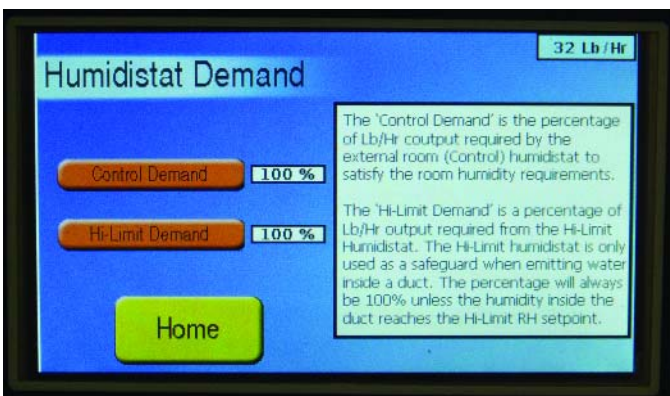 32 Lb/Hr
Humidistat Demand
Control Demand 100 %
Hi-Limit Demand 100 %
Home
The 'Control Demand' is the percentage
of Lb/Hr coutput required by the
external room (Control) humidistat to
satisfy the room humidity requirements.
The 'Hi-Limit Demand' is a percentage of
Lb/Hr output required from the Hi-Limit
Humidistat. The Hi-Limit humidistat is only
used as a safeguard when emitting water
inside a duct. The percentage will always
be 100% unless the humidity inside the
duct reaches the Hi-Limit RH setpoint.